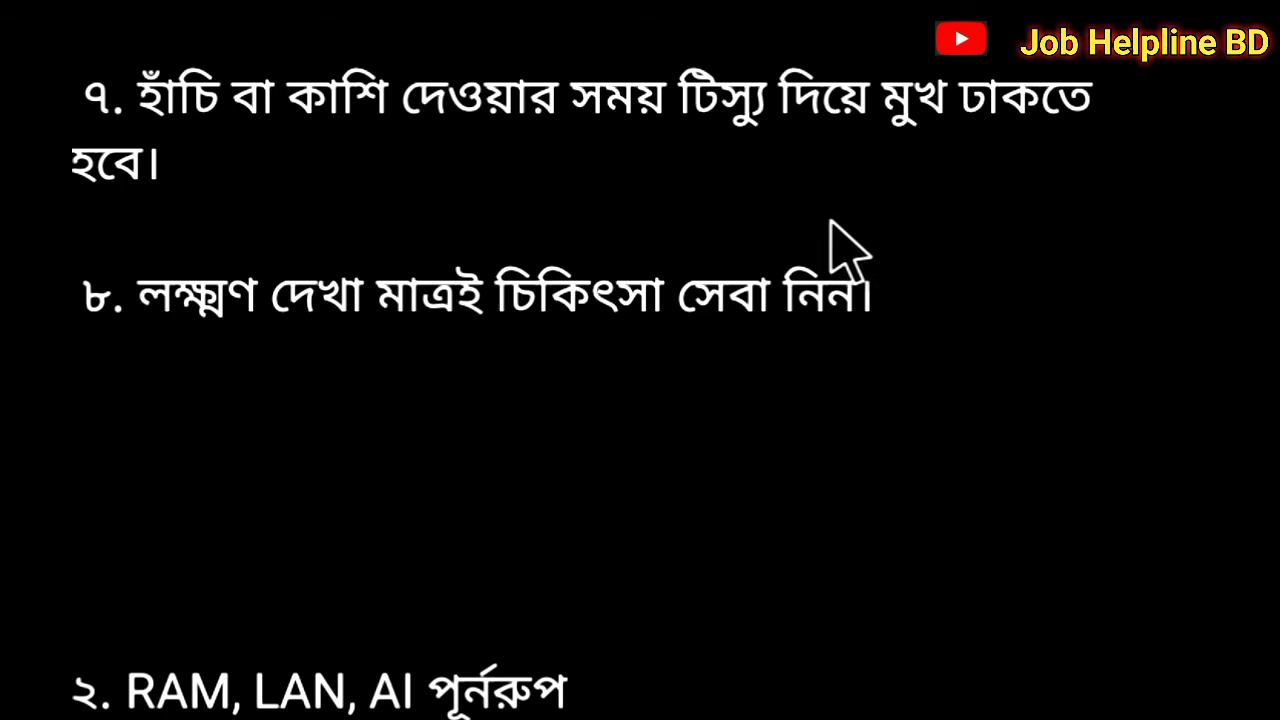 Job Helpline BD
৭. হাঁচি বা কাশি দেওয়ার সময় টিস্যু দিয়ে মুখ ঢাকতে
হবে।
৮. লক্ষ্মণ দেখা মাত্রই চিকিৎসা সেবা নিন।
২. RAM, LAN, AI পূর্নরুপ